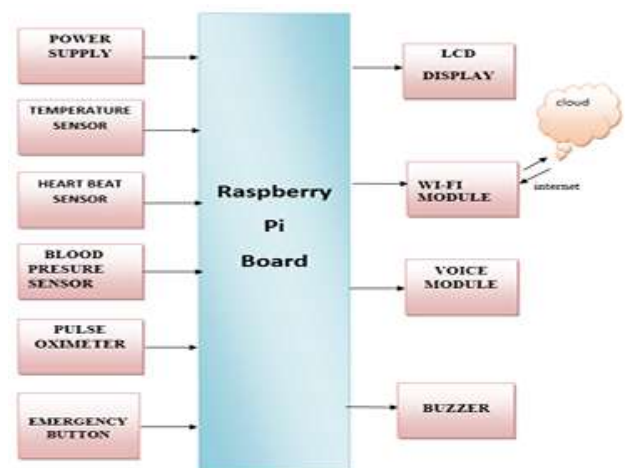 POWER
SUPPLY
TEMPERATURE
SENSOR
HEART BEAT
SENSOR
BLOOD
PRESURE
SENSOR
PULSE
OXIMETER
EMERGENCY
BUTTON
Raspberry
Pi
Board
LCD
DISPLAY
cloud
internet
WI-FI
MODULE
VOICE
MODULE
BUZZER